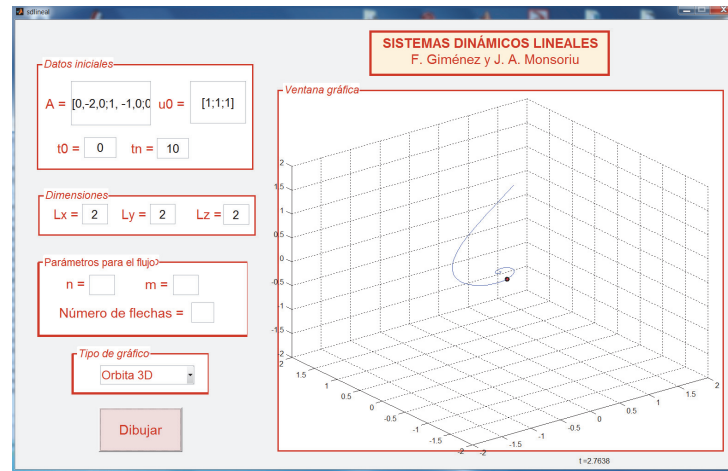 sdlineal
SISTEMAS DINÁMICOS LINEALES
F. Giménez y J. A. Monsoriu
Datos iniciales
A = [0,-2,0;1, -1,0;0 u0 = [1;1;1]
t0 = 0 tn = 10
Dimensiones
Lx = 2 Ly = 2 Lz = 2
Parámetros para el flujo
n = m =
Número de flechas =
Tipo de gráfico
Orbita 3D
Dibujar
Ventana gráfica
2
1.5
1
0.5
0
-0.5
-1
-1.5
-2
2
1.5
1
0.5
0
-0.5
-1
-1.5
-2
-2
-1.5
-1
-0.5
0
0.5
1
1.5
2
t =2.7638